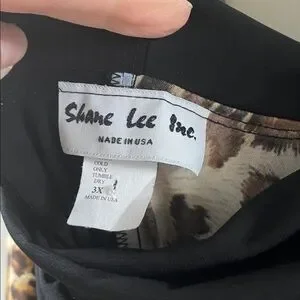 Shane Lee Inc.
MADE IN USA
COLD
ONLY
TUMBLE
DRY
3X
MADE IN USA